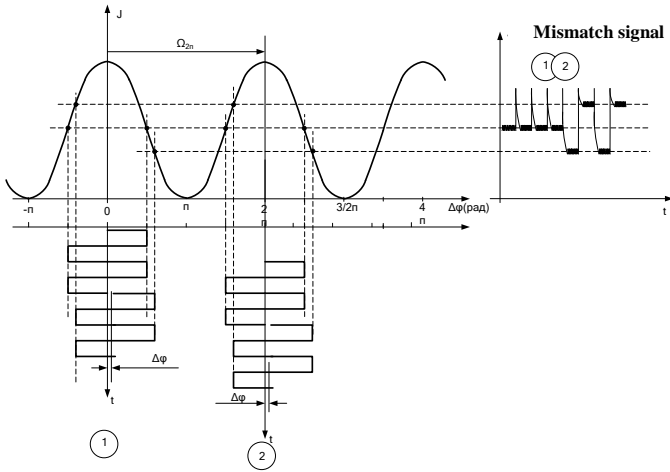 J
Mismatch signal
Ω2п
1 2
-п 0 п 2 п 3/2п 4 п Δφ(рад)
t
Δφ
t
Δφ
t
1
2